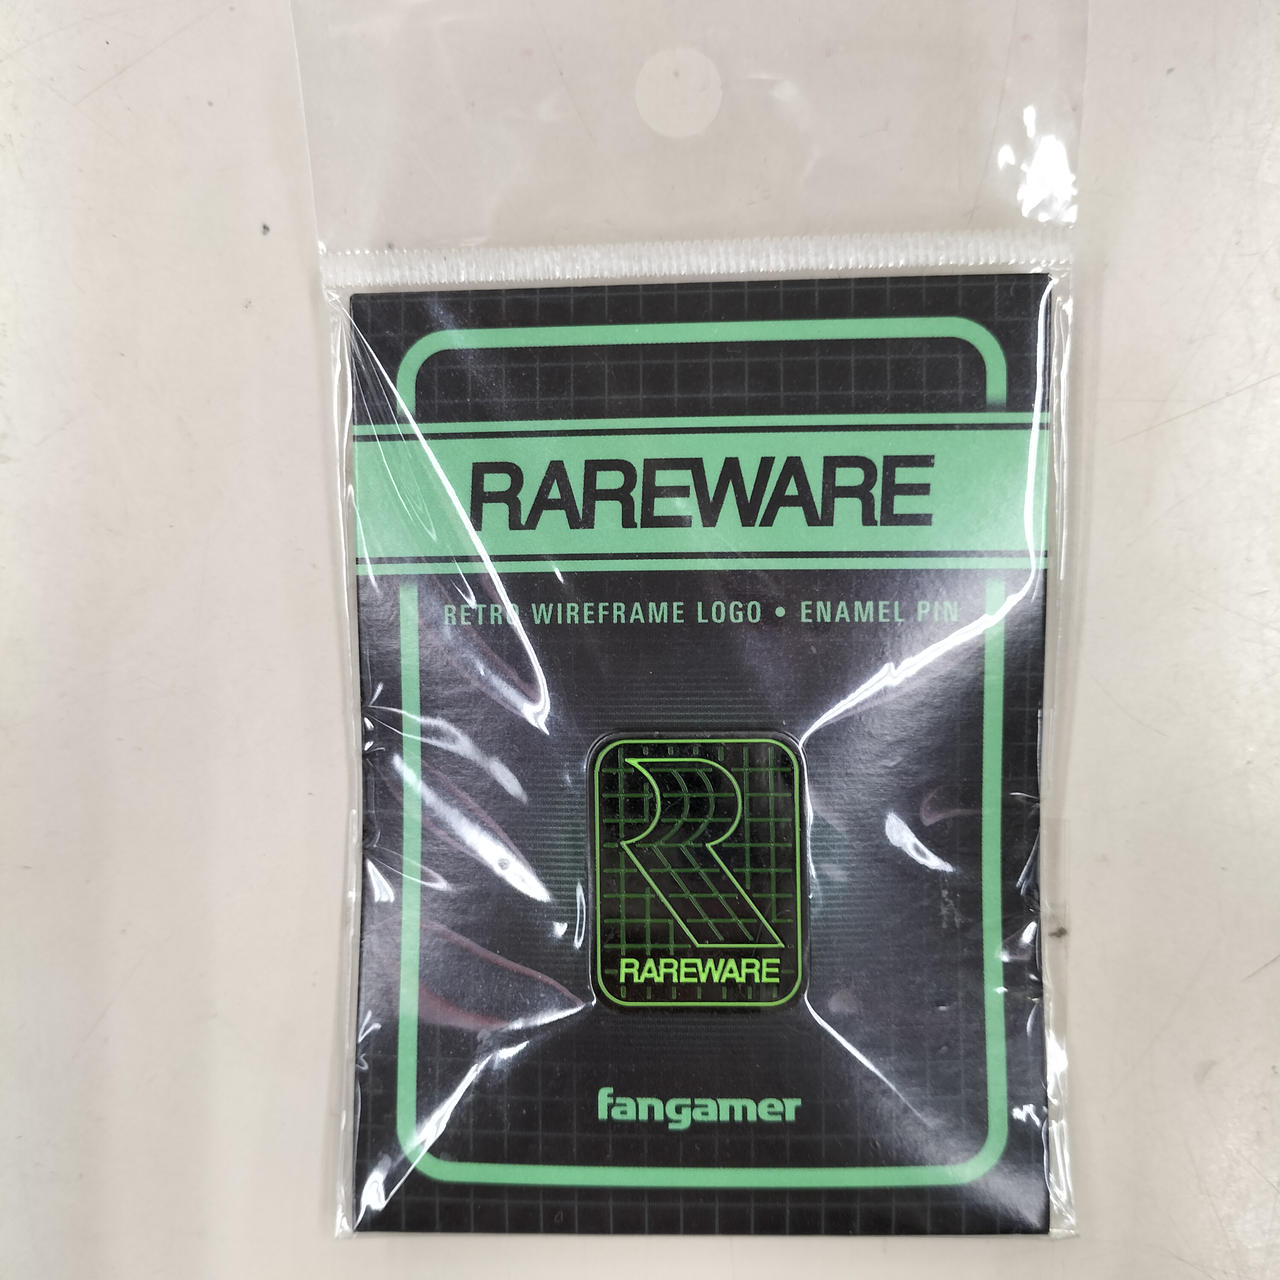 RAREWARE
RETRO WIREFRAME LOGO • ENAMEL PIN
RAREWARE
fangamer